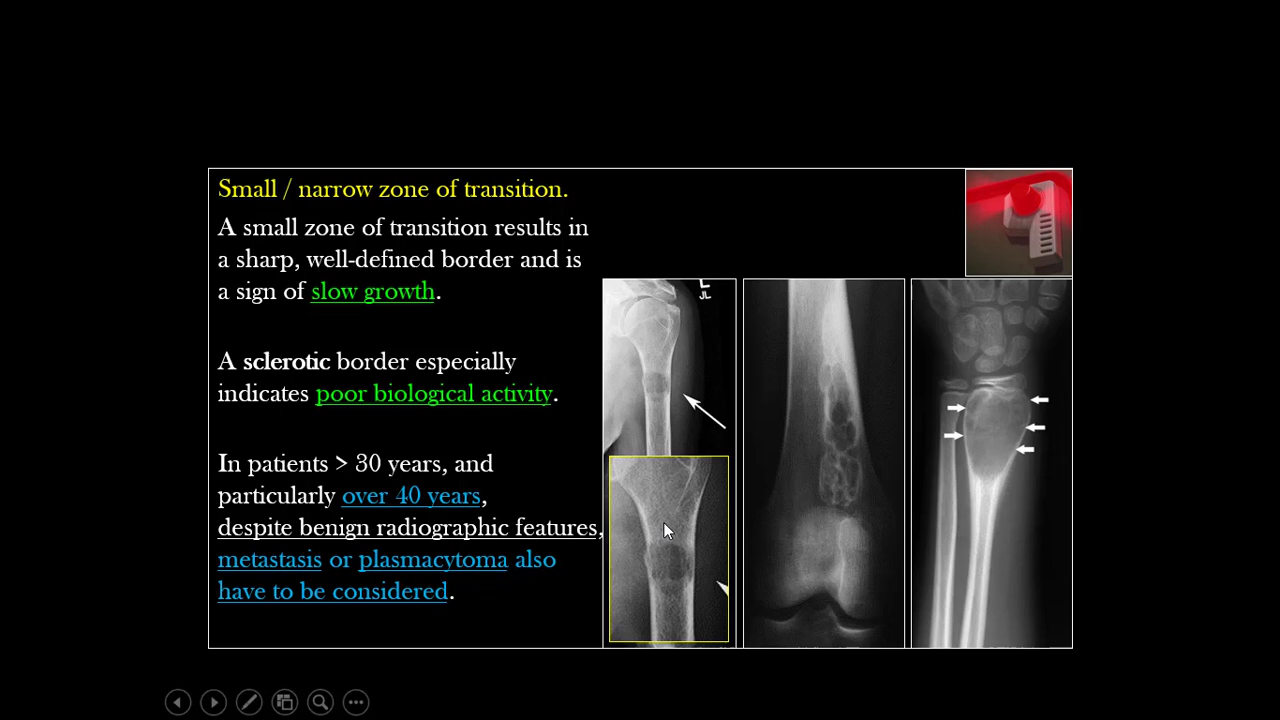 Small / narrow zone of transition.
A small zone of transition results in
a sharp, well-defined border and is
a sign of slow growth.
A sclerotic border especially
indicates poor biological activity.
In patients > 30 years, and
particularly over 40 years,
despite benign radiographic features,
metastasis or plasmacytoma also
have to be considered.
L
JL